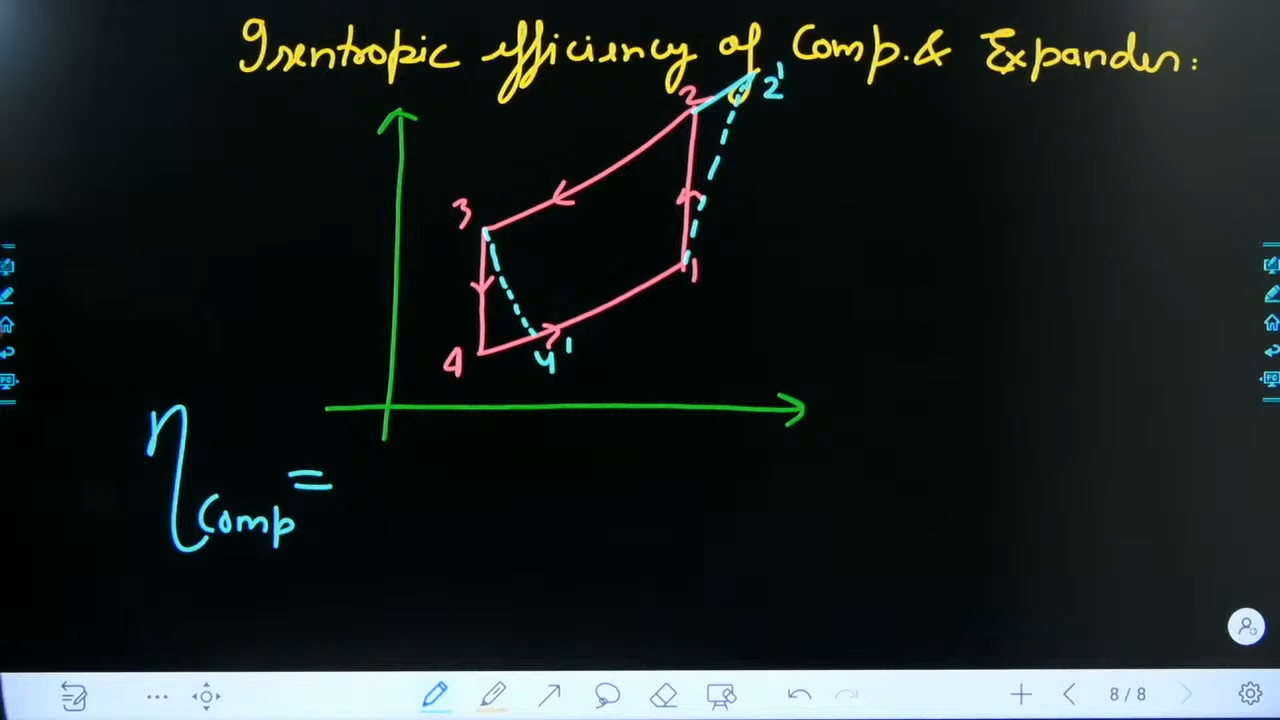 Isentropic efficiency of Comp. & Expander:
2 2'
3
1
4 4'
η Comp =
8 / 8